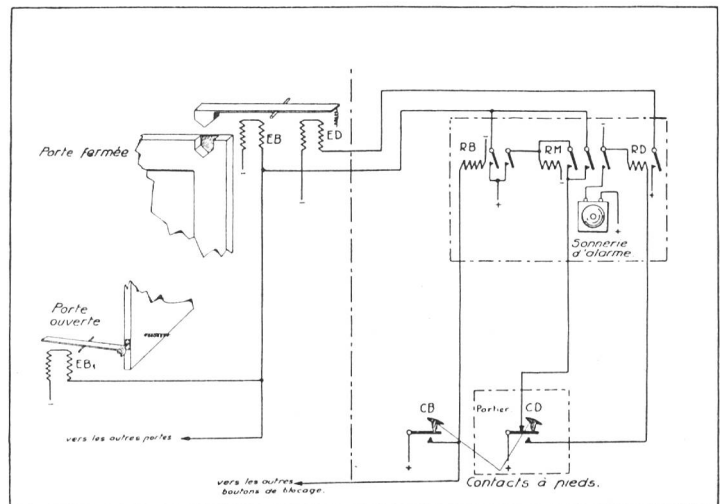 Porte fermée
EB
ED
RB
RM
RD
Sonnerie
d'alarme
Porte
ouverte
EB1
CB
Portier
CD
vers les autres portes
vers les autres
boutons de blocage.
Contacts à pieds.